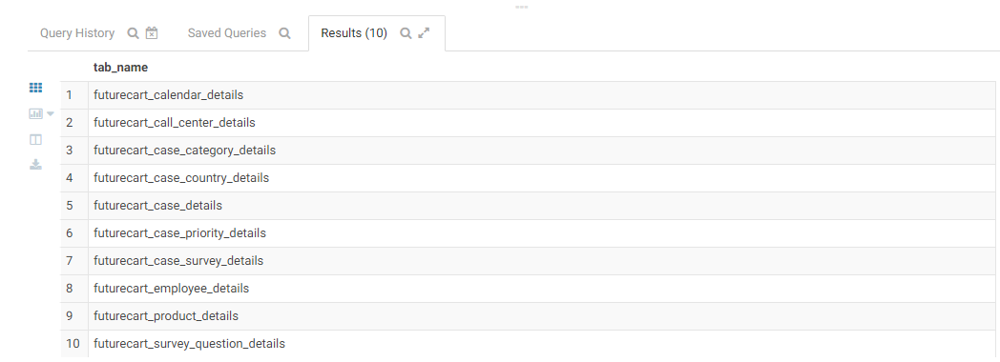 Query History Saved Queries Results (10)
tab_name
1 futurecart_calendar_details
2 futurecart_call_center_details
3 futurecart_case_category_details
4 futurecart_case_country_details
5 futurecart_case_details
6 futurecart_case_priority_details
7 futurecart_case_survey_details
8 futurecart_employee_details
9 futurecart_product_details
10 futurecart_survey_question_details